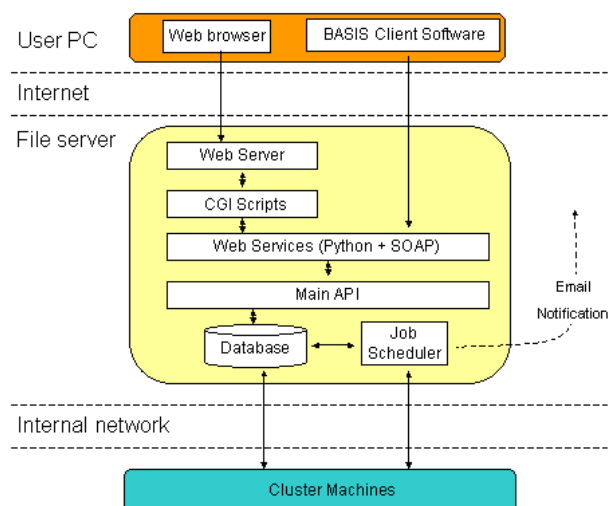 User PC
Web browser
BASIS Client Software
Internet
File server
Web Server
CGI Scripts
Web Services (Python + SOAP)
Main API
Database
Job
Scheduler
Email
Notification
Internal network
Cluster Machines